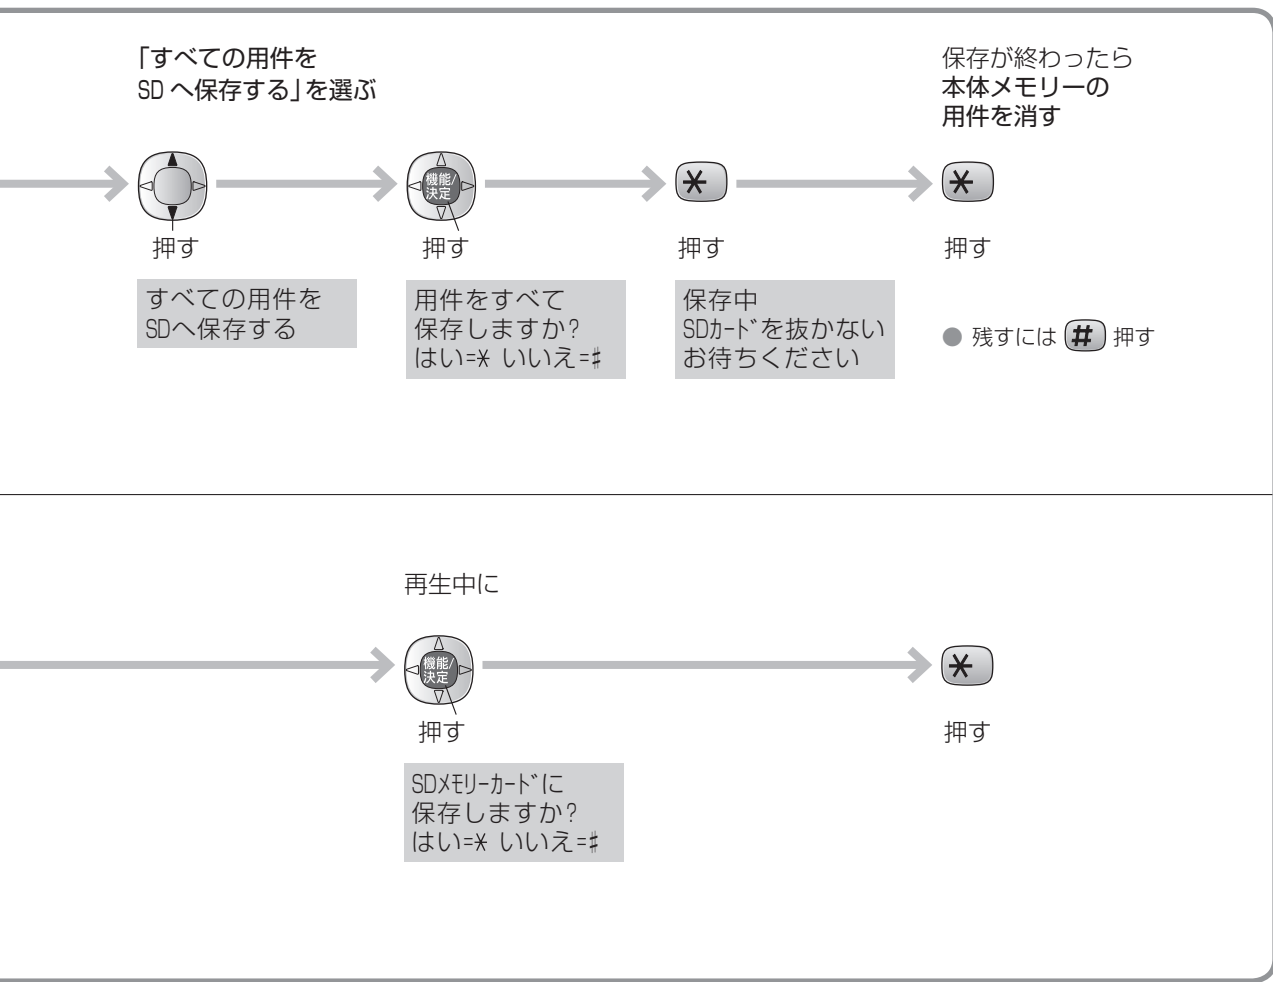 「すべての用件を
SDへ保存する」を選ぶ
保存が終わったら
本体メモリーの
用件を消す
機能/
決定
押す
押す
押す
押す
すべての用件を
SDへ保存する
用件をすべて
保存しますか?
はい=* いいえ=#
保存中
SDｶｰﾄﾞを抜かない
お待ちください
● 残すには # 押す
再生中に
機能/
決定
押す
押す
SDﾒﾓﾘｰｶｰﾄﾞに
保存しますか?
はい=* いいえ=#